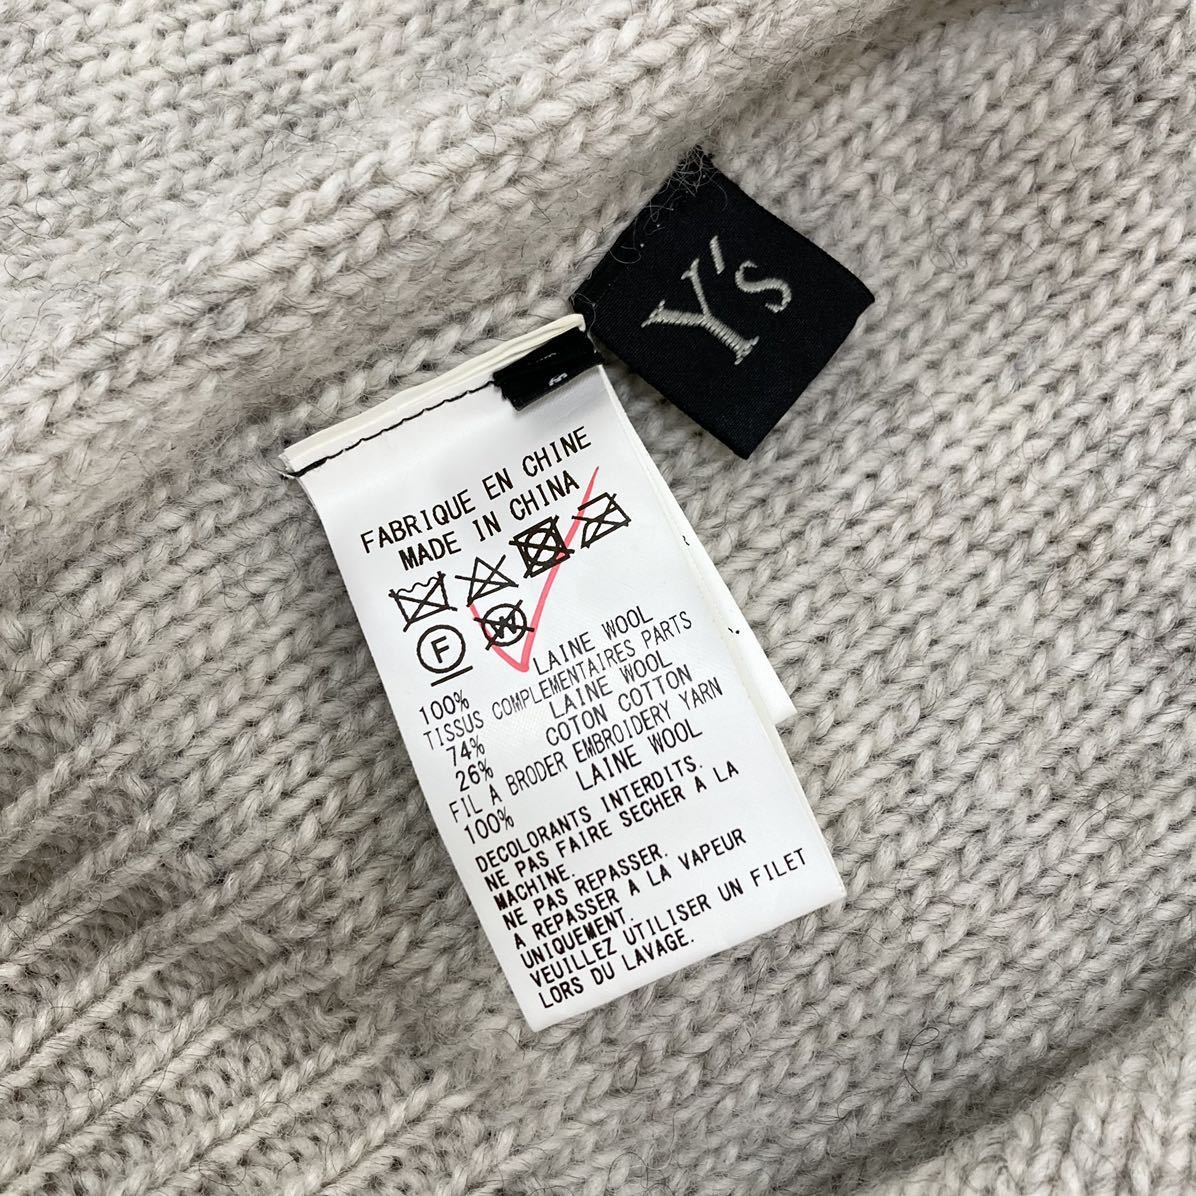 Y's
FABRIQUE EN CHINE
MADE IN CHINA
F W
100% LAINE WOOL
TISSUS COMPLEMENTAIRES PARTS
74% LAINE WOOL
26% COTON COTTON
FIL A BRODER EMBROIDERY YARN
100% LAINE WOOL
DECOLORANTS INTERDITS.
NE PAS FAIRE SECHER A LA
MACHINE.
NE PAS REPASSER.
A REPASSER A LA VAPEUR
UNIQUEMENT.
VEUILLEZ UTILISER UN FILET
LORS DU LAVAGE.